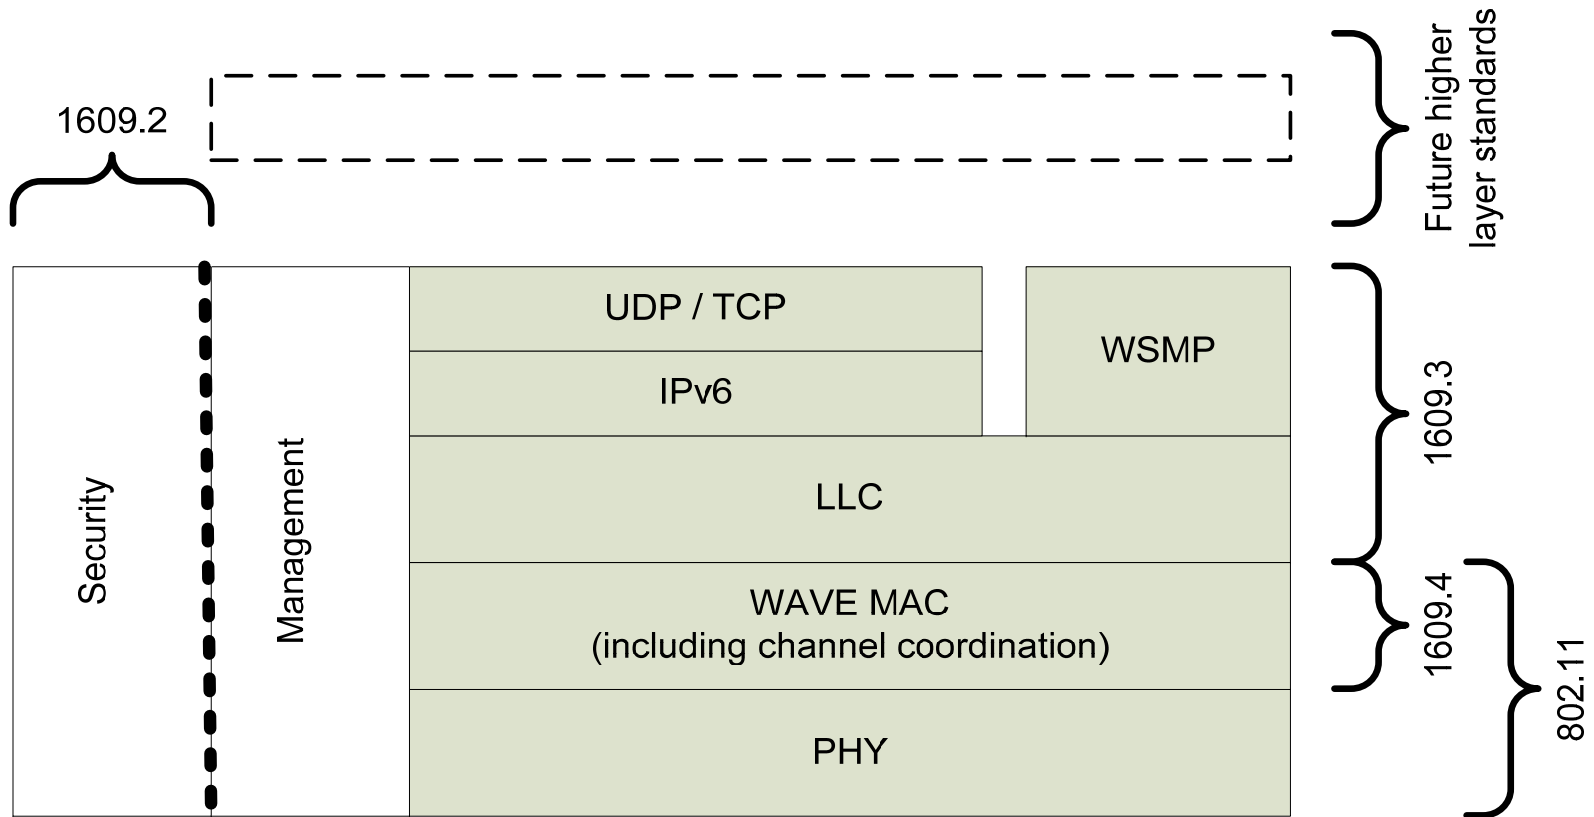 1609.2
Future higher
layer standards
Security
Management
UDP / TCP
IPv6
WSMP
LLC
WAVE MAC
(including channel coordination)
PHY
1609.3
1609.4
802.11